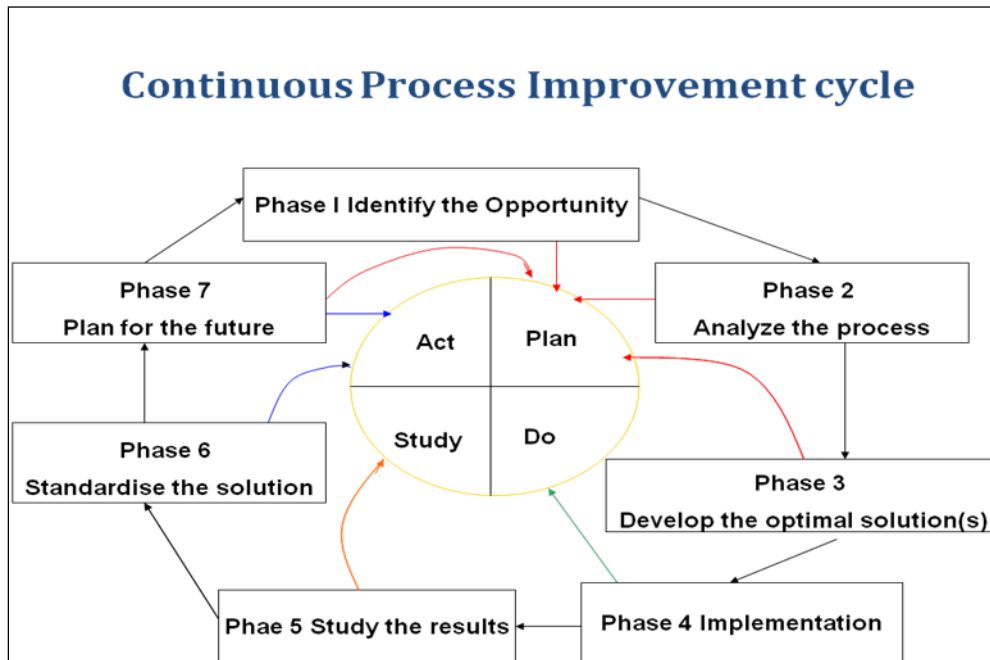 Continuous Process Improvement cycle
Phase I Identify the Opportunity
Phase 2
Analyze the process
Phase 3
Develop the optimal solution(s)
Phase 4 Implementation
Phae 5 Study the results
Phase 6
Standardise the solution
Phase 7
Plan for the future
Act
Plan
Study
Do